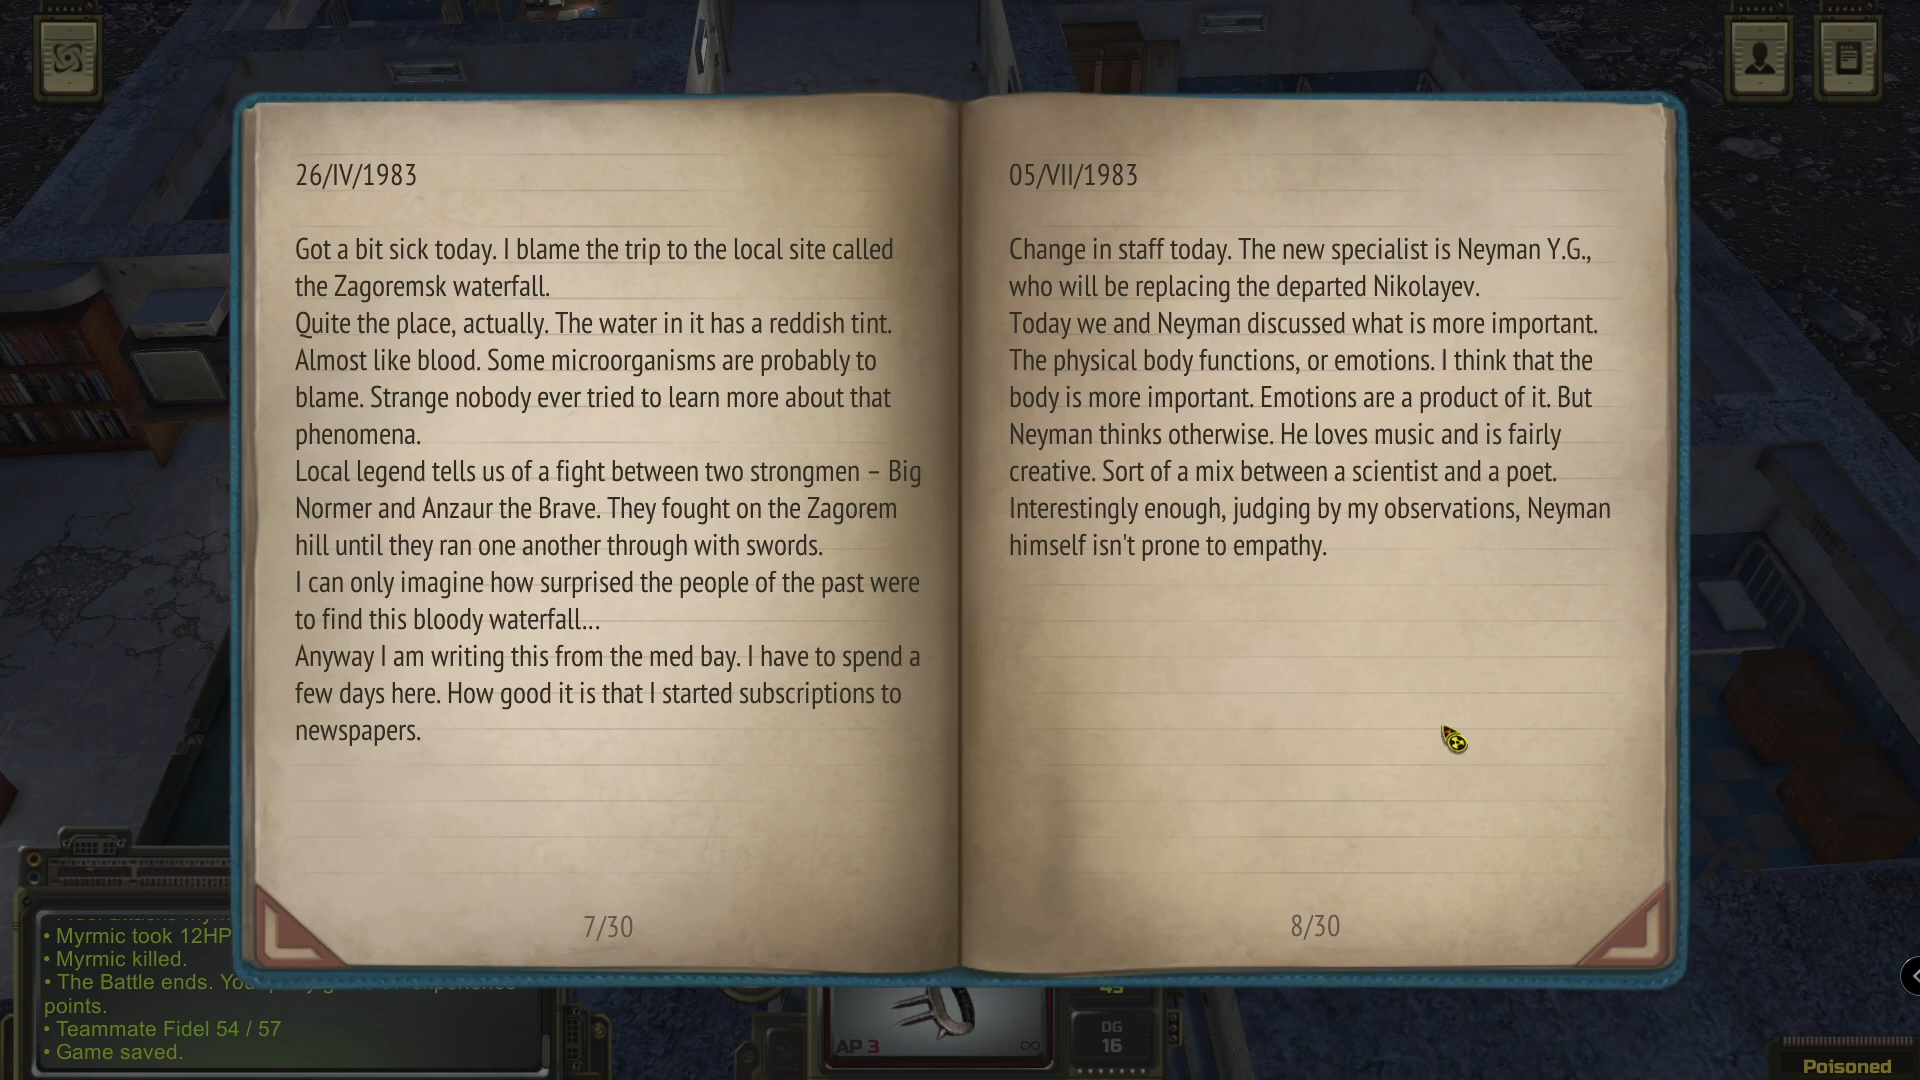 26/IV/1983
Got a bit sick today. I blame the trip to the local site called
the Zagoremsk waterfall.
Quite the place, actually. The water in it has a reddish tint.
Almost like blood. Some microorganisms are probably to
blame. Strange nobody ever tried to learn more about that
phenomena.
Local legend tells us of a fight between two strongmen – Big
Normer and Anzaur the Brave. They fought on the Zagorem
hill until they ran one another through with swords.
I can only imagine how surprised the people of the past were
to find this bloody waterfall...
Anyway I am writing this from the med bay. I have to spend a
few days here. How good it is that I started subscriptions to
newspapers.
7/30
05/VII/1983
Change in staff today. The new specialist is Neyman Y.G.,
who will be replacing the departed Nikolayev.
Today we and Neyman discussed what is more important.
The physical body functions, or emotions. I think that the
body is more important. Emotions are a product of it. But
Neyman thinks otherwise. He loves music and is fairly
creative. Sort of a mix between a scientist and a poet.
Interestingly enough, judging by my observations, Neyman
himself isn't prone to empathy.
8/30
• Myrmic took 12HP
• Myrmic killed.
• The Battle ends.
points.
• Teammate Fidel 54 / 57
• Game saved.
AP 3
∞
DG
16
Poisoned